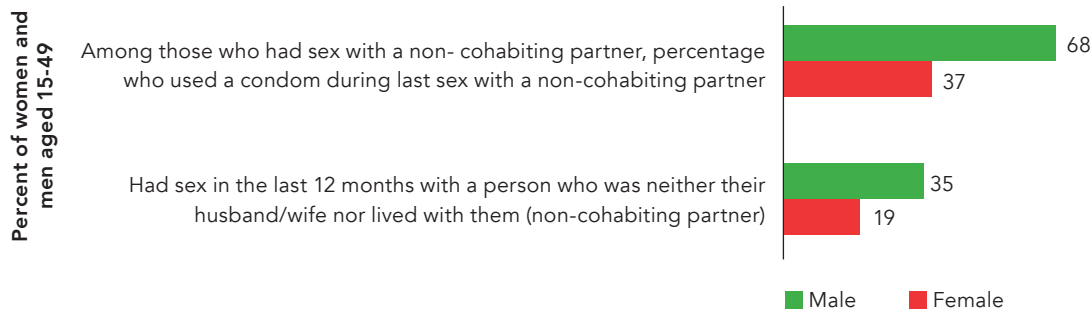 Percent of women and
men aged 15-49
Among those who had sex with a non- cohabiting partner, percentage
who used a condom during last sex with a non-cohabiting partner
68
37
Had sex in the last 12 months with a person who was neither their
husband/wife nor lived with them (non-cohabiting partner)
35
19
Male
Female